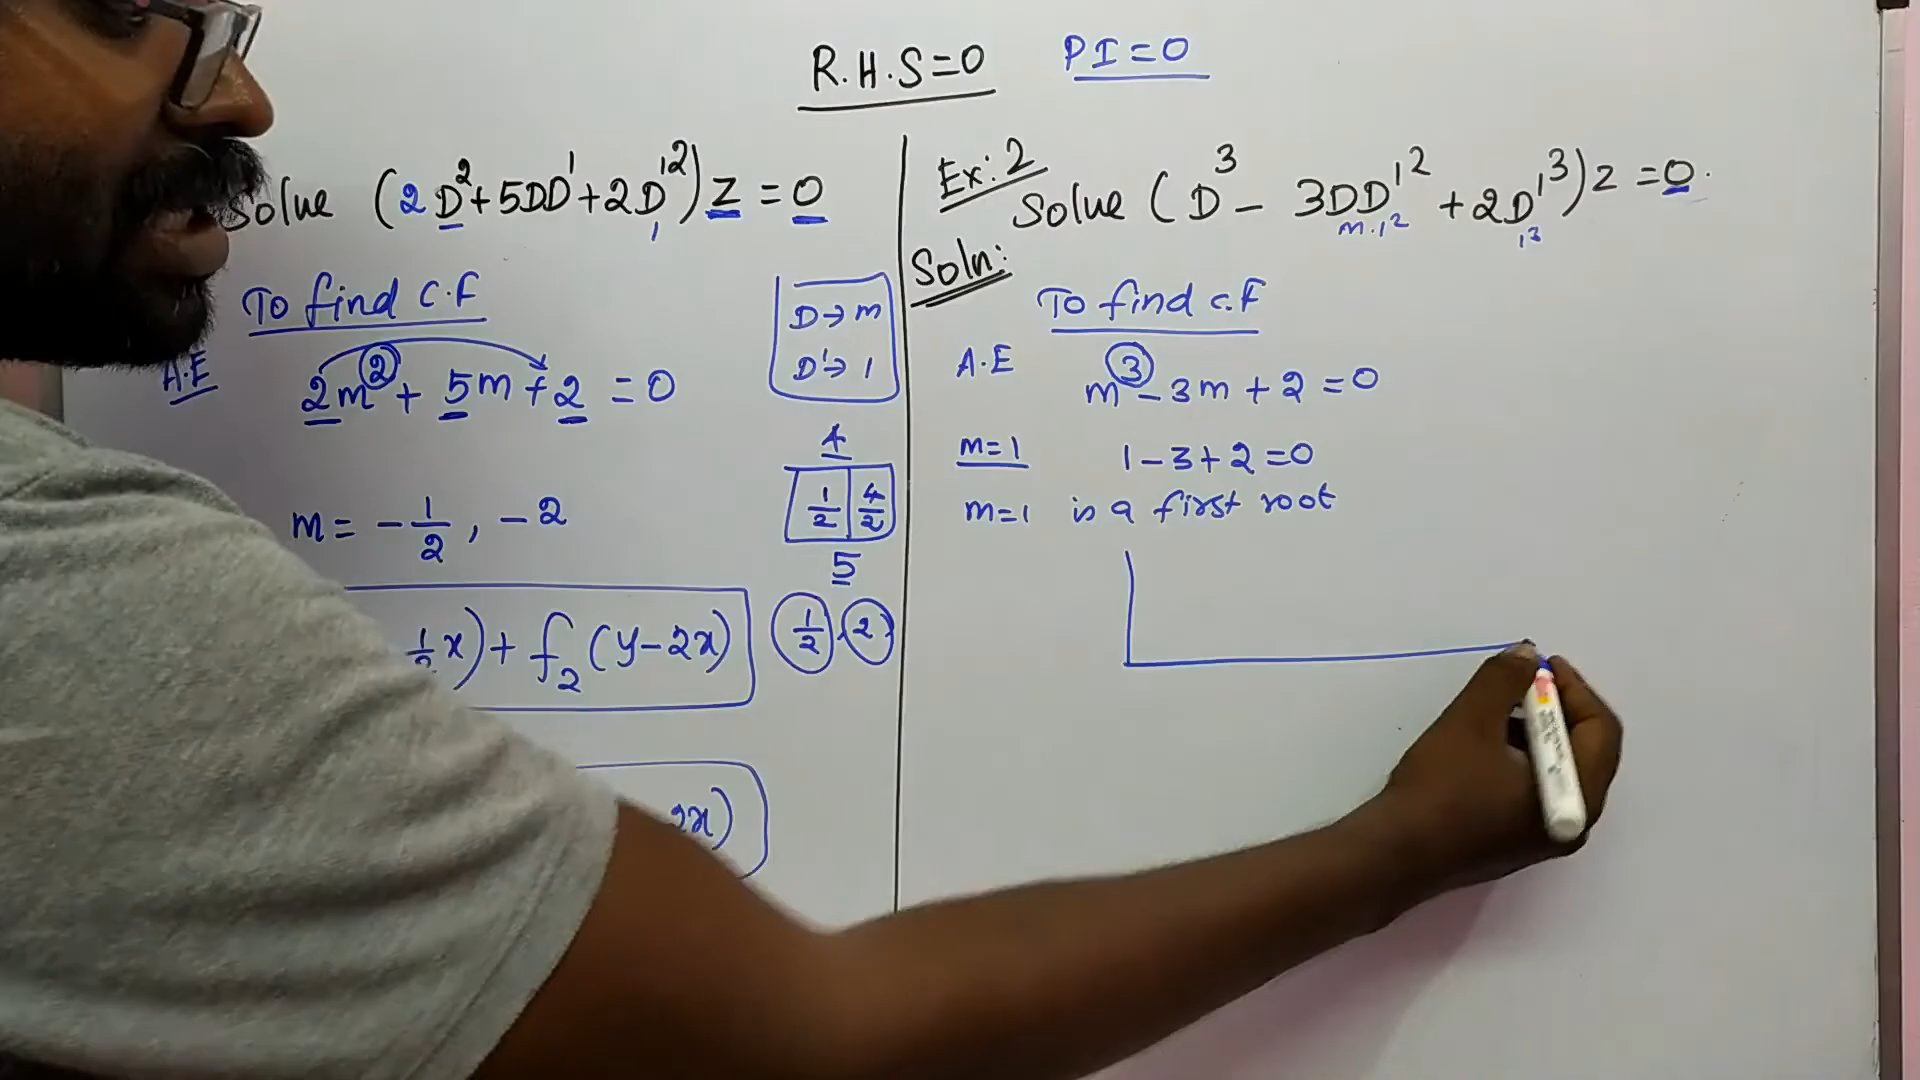 R.H.S=0 PI=0
Solve (2D²+5DD'+2D'²)z=0
1
To find C.F
D→m
D'→1
A.E
2m²+5m+2=0
4
1/2 4/2
5
m=-1/2, -2
1/2 x)+f₂(y-2x)
1/2, 2
2x)
Ex:2
Solve (D³-3DD'²+2D'³)z=0.
m.1² 1³
Soln:
To find C.F
A.E m³-3m+2=0
m=1 1-3+2=0
m=1 is a first root